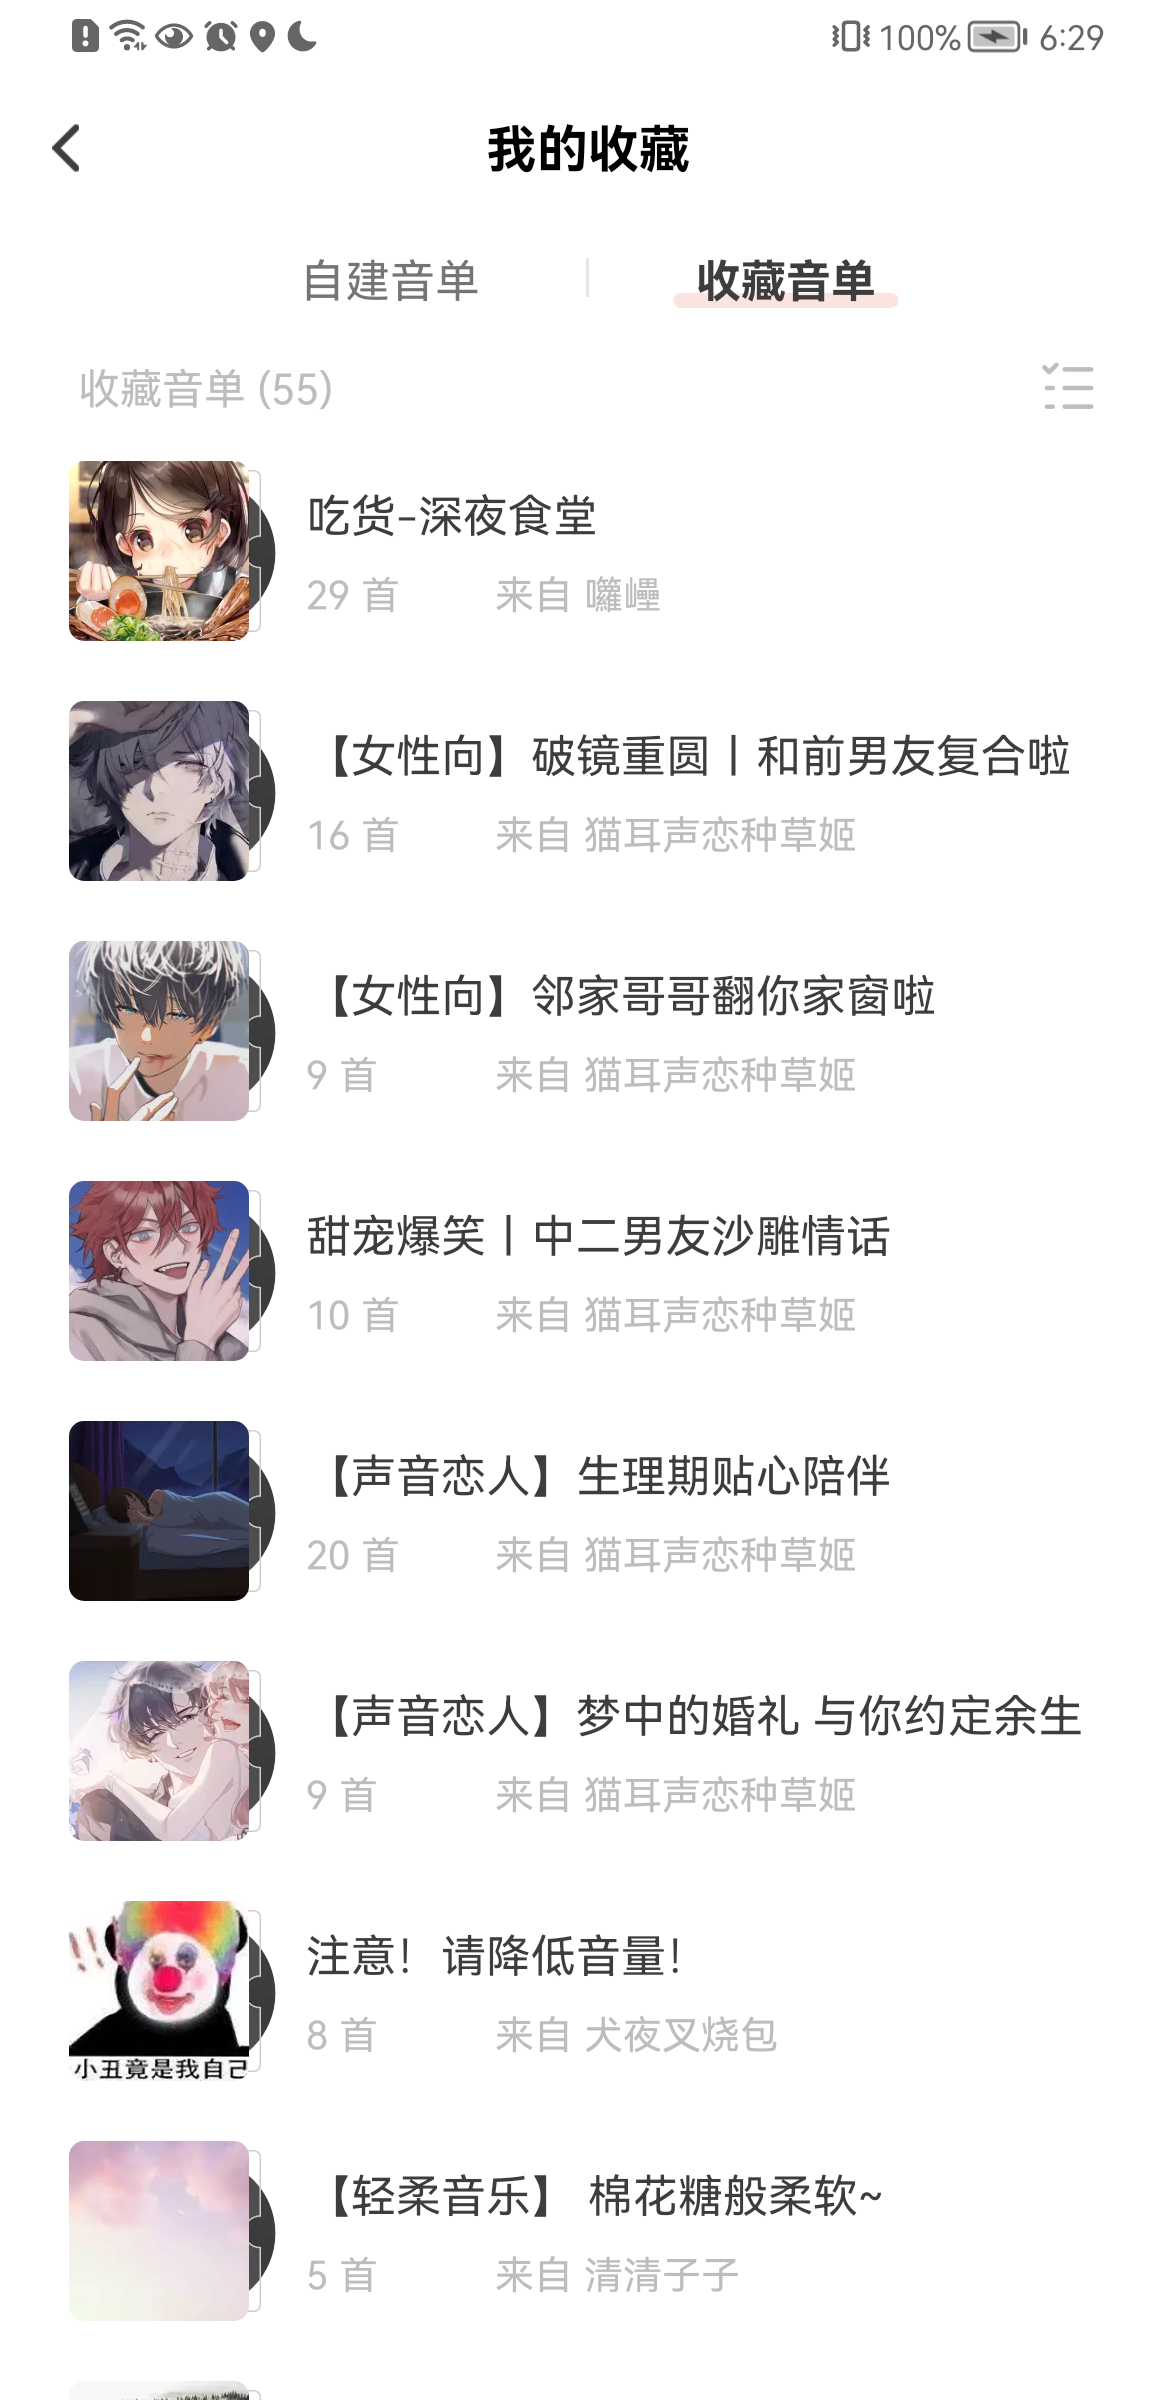 100% 6:29
我的收藏
自建音单
收藏音单
收藏音单 (55)
吃货-深夜食堂
29 首 来自 囖巙
【女性向】破镜重圆丨和前男友复合啦
16 首 来自 猫耳声恋种草姬
【女性向】邻家哥哥翻你家窗啦
9 首 来自 猫耳声恋种草姬
甜宠爆笑丨中二男友沙雕情话
10 首 来自 猫耳声恋种草姬
【声音恋人】生理期贴心陪伴
20 首 来自 猫耳声恋种草姬
【声音恋人】梦中的婚礼 与你约定余生
9 首 来自 猫耳声恋种草姬
注意！请降低音量！
8 首 来自 犬夜叉烧包
小丑竟是我自己
【轻柔音乐】 棉花糖般柔软~
5 首 来自 清清子子